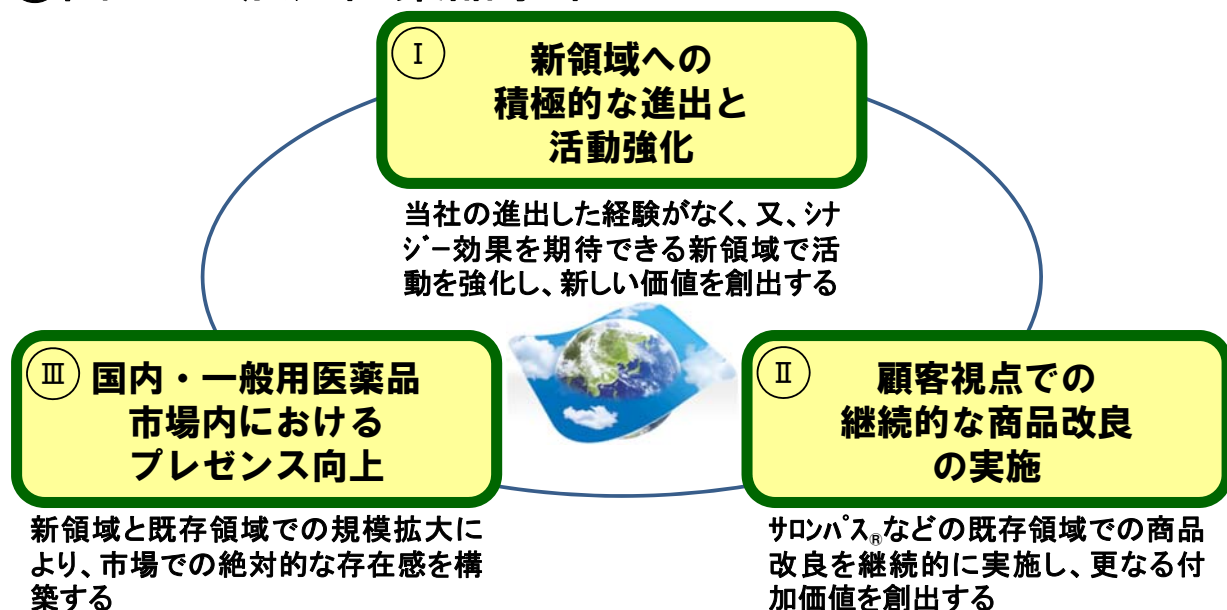 Ⅰ
新領域への
積極的な進出と
活動強化
当社の進出した経験がなく、又、ｼﾅ
ｼﾞｰ効果を期待できる新領域で活
動を強化し、新しい価値を創出する
Ⅲ
国内・一般用医薬品
市場内における
プレゼンス向上
新領域と既存領域での規模拡大に
より、市場での絶対的な存在感を構
築する
Ⅱ
顧客視点での
継続的な商品改良
の実施
ｻﾛﾝﾊﾟｽ®などの既存領域での商品
改良を継続的に実施し、更なる付
加価値を創出する